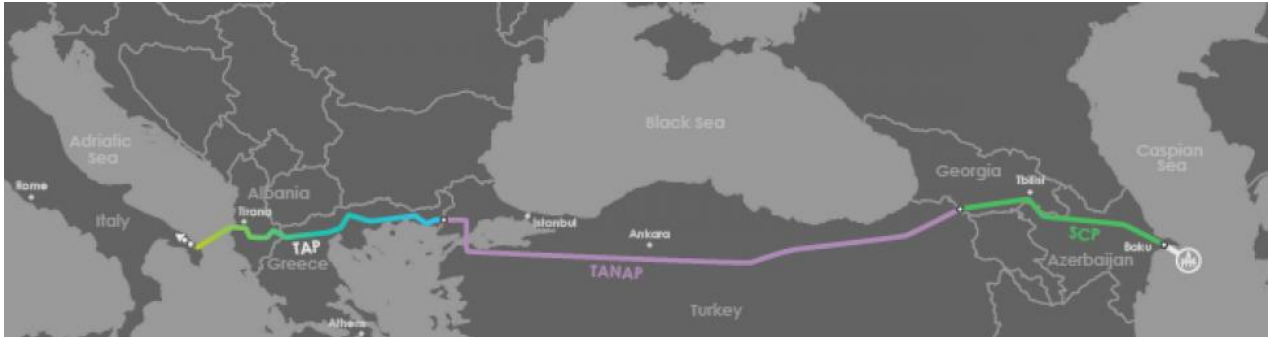 Adriatic
Sea
Rome
Italy
Albania
Tirana
TAP
Greece
Athens
Istanbul
Black Sea
Ankara
TANAP
Turkey
Georgia
Tbilisi
SCP
Baku
Azerbaijan
Caspian
Sea